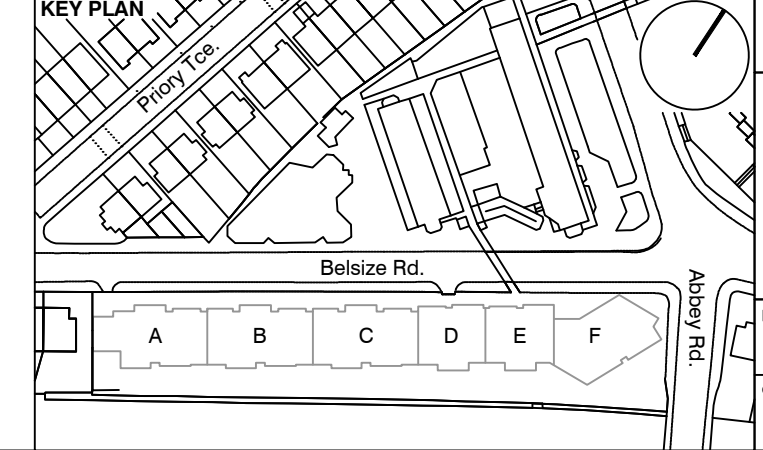 KEY PLAN
Priory Tce.
Belsize Rd.
Abbey Rd.
A B C D E F